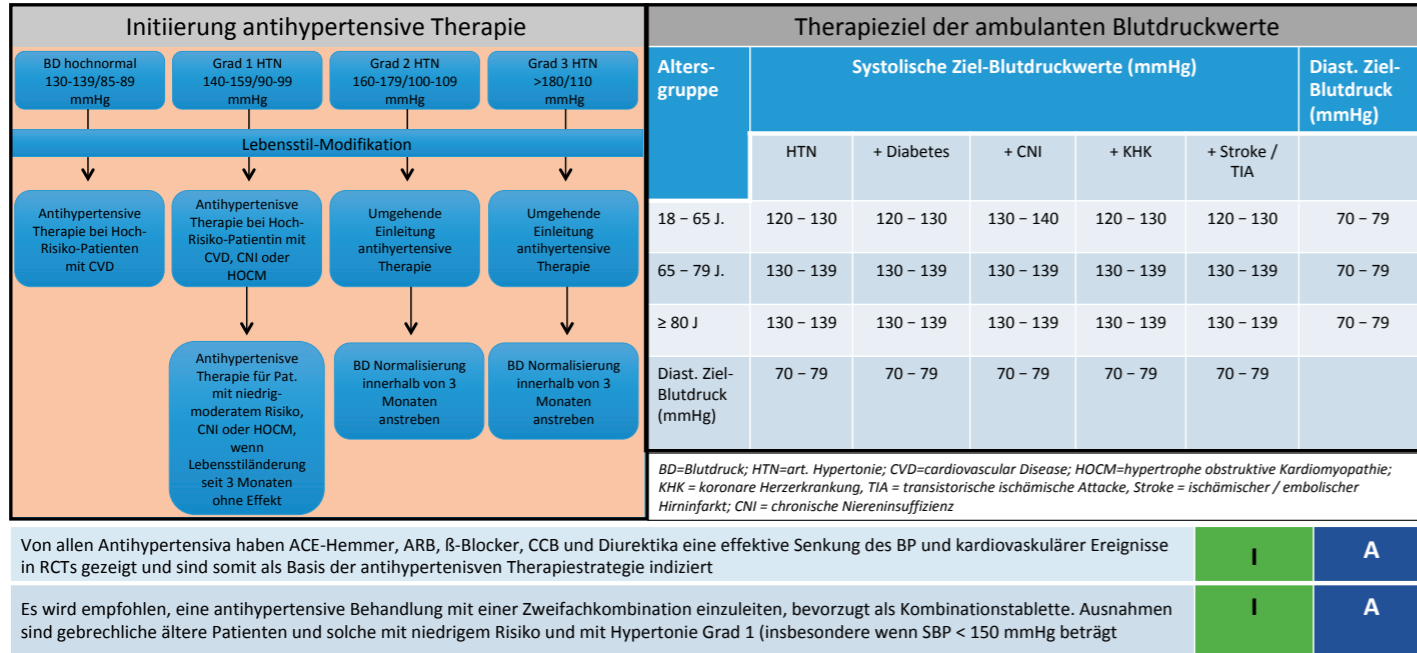 Initiierung antihypertensive Therapie
BD hochnormal
130-139/85-89
mmHg
Grad 1 HTN
140-159/90-99
mmHg
Grad 2 HTN
160-179/100-109
mmHg
Grad 3 HTN
>180/110
mmHg
Lebensstil-Modifikation
Antihypertensive
Therapie bei Hoch-
Risiko-Patienten
mit CVD
Antihypertenisve
Therapie bei Hoch-
Risiko-Patientin mit
CVD, CNI oder
HOCM
Umgehende
Einleitung
antihyertensive
Therapie
Umgehende
Einleitung
antihyertensive
Therapie
Antihypertenisve
Therapie für Pat.
mit niedrig-
moderatem Risiko,
CNI oder HOCM,
wenn
Lebensstiländerung
seit 3 Monaten
ohne Effekt
BD Normalisierung
innerhalb von 3
Monaten
anstreben
BD Normalisierung
innerhalb von 3
Monaten
anstreben
Therapieziel der ambulanten Blutdruckwerte
Alters-
gruppe
Systolische Ziel-Blutdruckwerte (mmHg)
Diast. Ziel-
Blutdruck
(mmHg)
HTN
+ Diabetes
+ CNI
+ KHK
+ Stroke /
TIA
18 – 65 J. 120 – 130 120 – 130 130 – 140 120 – 130 120 – 130 70 – 79
65 – 79 J. 130 – 139 130 – 139 130 – 139 130 – 139 130 – 139 70 – 79
≥ 80 J 130 – 139 130 – 139 130 – 139 130 – 139 130 – 139 70 – 79
Diast. Ziel-
Blutdruck
(mmHg)
70 – 79 70 – 79 70 – 79 70 – 79 70 – 79
BD=Blutdruck; HTN=art. Hypertonie; CVD=cardiovascular Disease; HOCM=hypertrophe obstruktive Kardiomyopathie;
KHK = koronare Herzerkrankung, TIA = transistorische ischämische Attacke, Stroke = ischämischer / embolischer
Hirninfarkt; CNI = chronische Niereninsuffizienz
Von allen Antihypertensiva haben ACE-Hemmer, ARB, ß-Blocker, CCB und Diuretika eine effektive Senkung des BP und kardiovaskulärer Ereignisse
in RCTs gezeigt und sind somit als Basis der antihypertenisven Therapiestrategie indiziert
I
A
Es wird empfohlen, eine antihypertensive Behandlung mit einer Zweifachkombination einzuleiten, bevorzugt als Kombinationstablette. Ausnahmen
sind gebrechliche ältere Patienten und solche mit niedrigem Risiko und mit Hypertonie Grad 1 (insbesondere wenn SBP < 150 mmHg beträgt
I
A